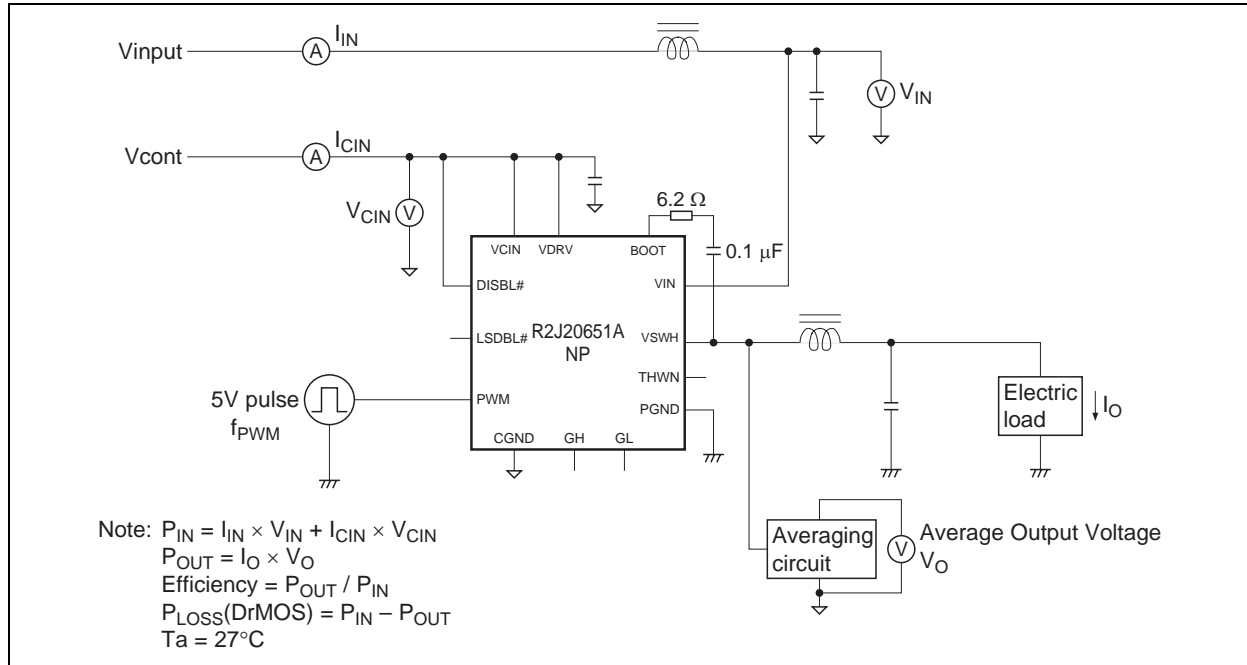 Vinput
A
I_IN
V
V_IN
Vcont
A
I_CIN
V_CIN
V
6.2 Ω
0.1 μF
VCIN
VDRV
BOOT
DISBL#
VIN
LSDBL#
R2J20651A
NP
VSWH
THWN
PWM
PGND
CGND
GH
GL
5V pulse
f_PWM
Electric
load
I_O
Averaging
circuit
V
Average Output Voltage
V_O
Note: P_IN = I_IN × V_IN + I_CIN × V_CIN
P_OUT = I_O × V_O
Efficiency = P_OUT / P_IN
P_LOSS(DrMOS) = P_IN – P_OUT
Ta = 27°C